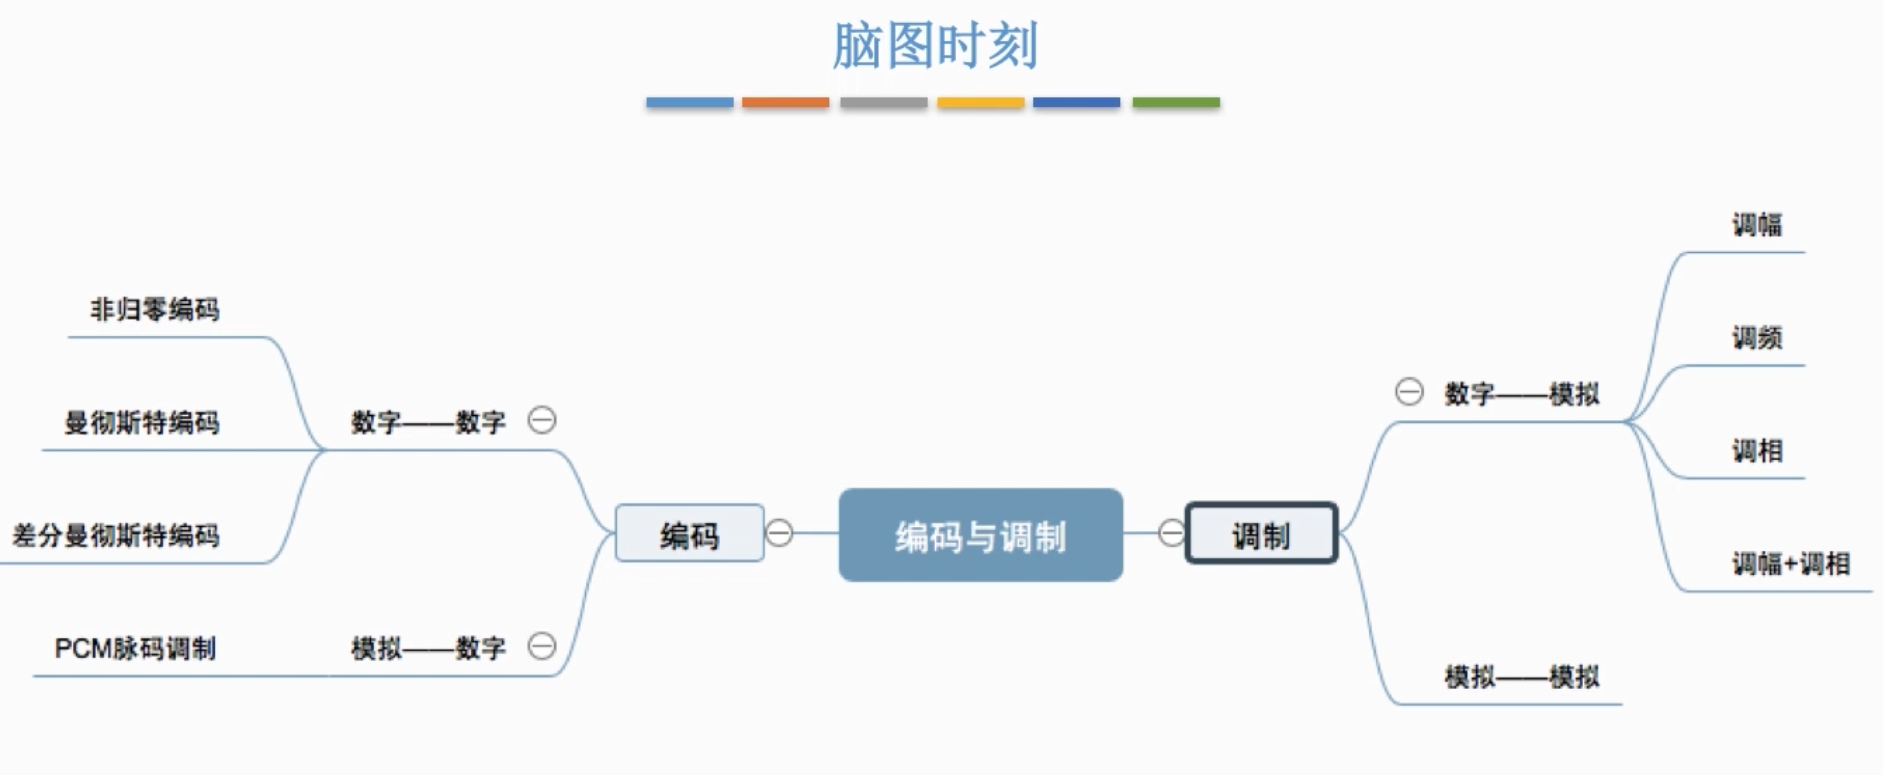 脑图时刻
非归零编码
曼彻斯特编码
差分曼彻斯特编码
数字——数字
PCM脉码调制
模拟——数字
编码
编码与调制
调制
数字——模拟
调幅
调频
调相
调幅+调相
模拟——模拟